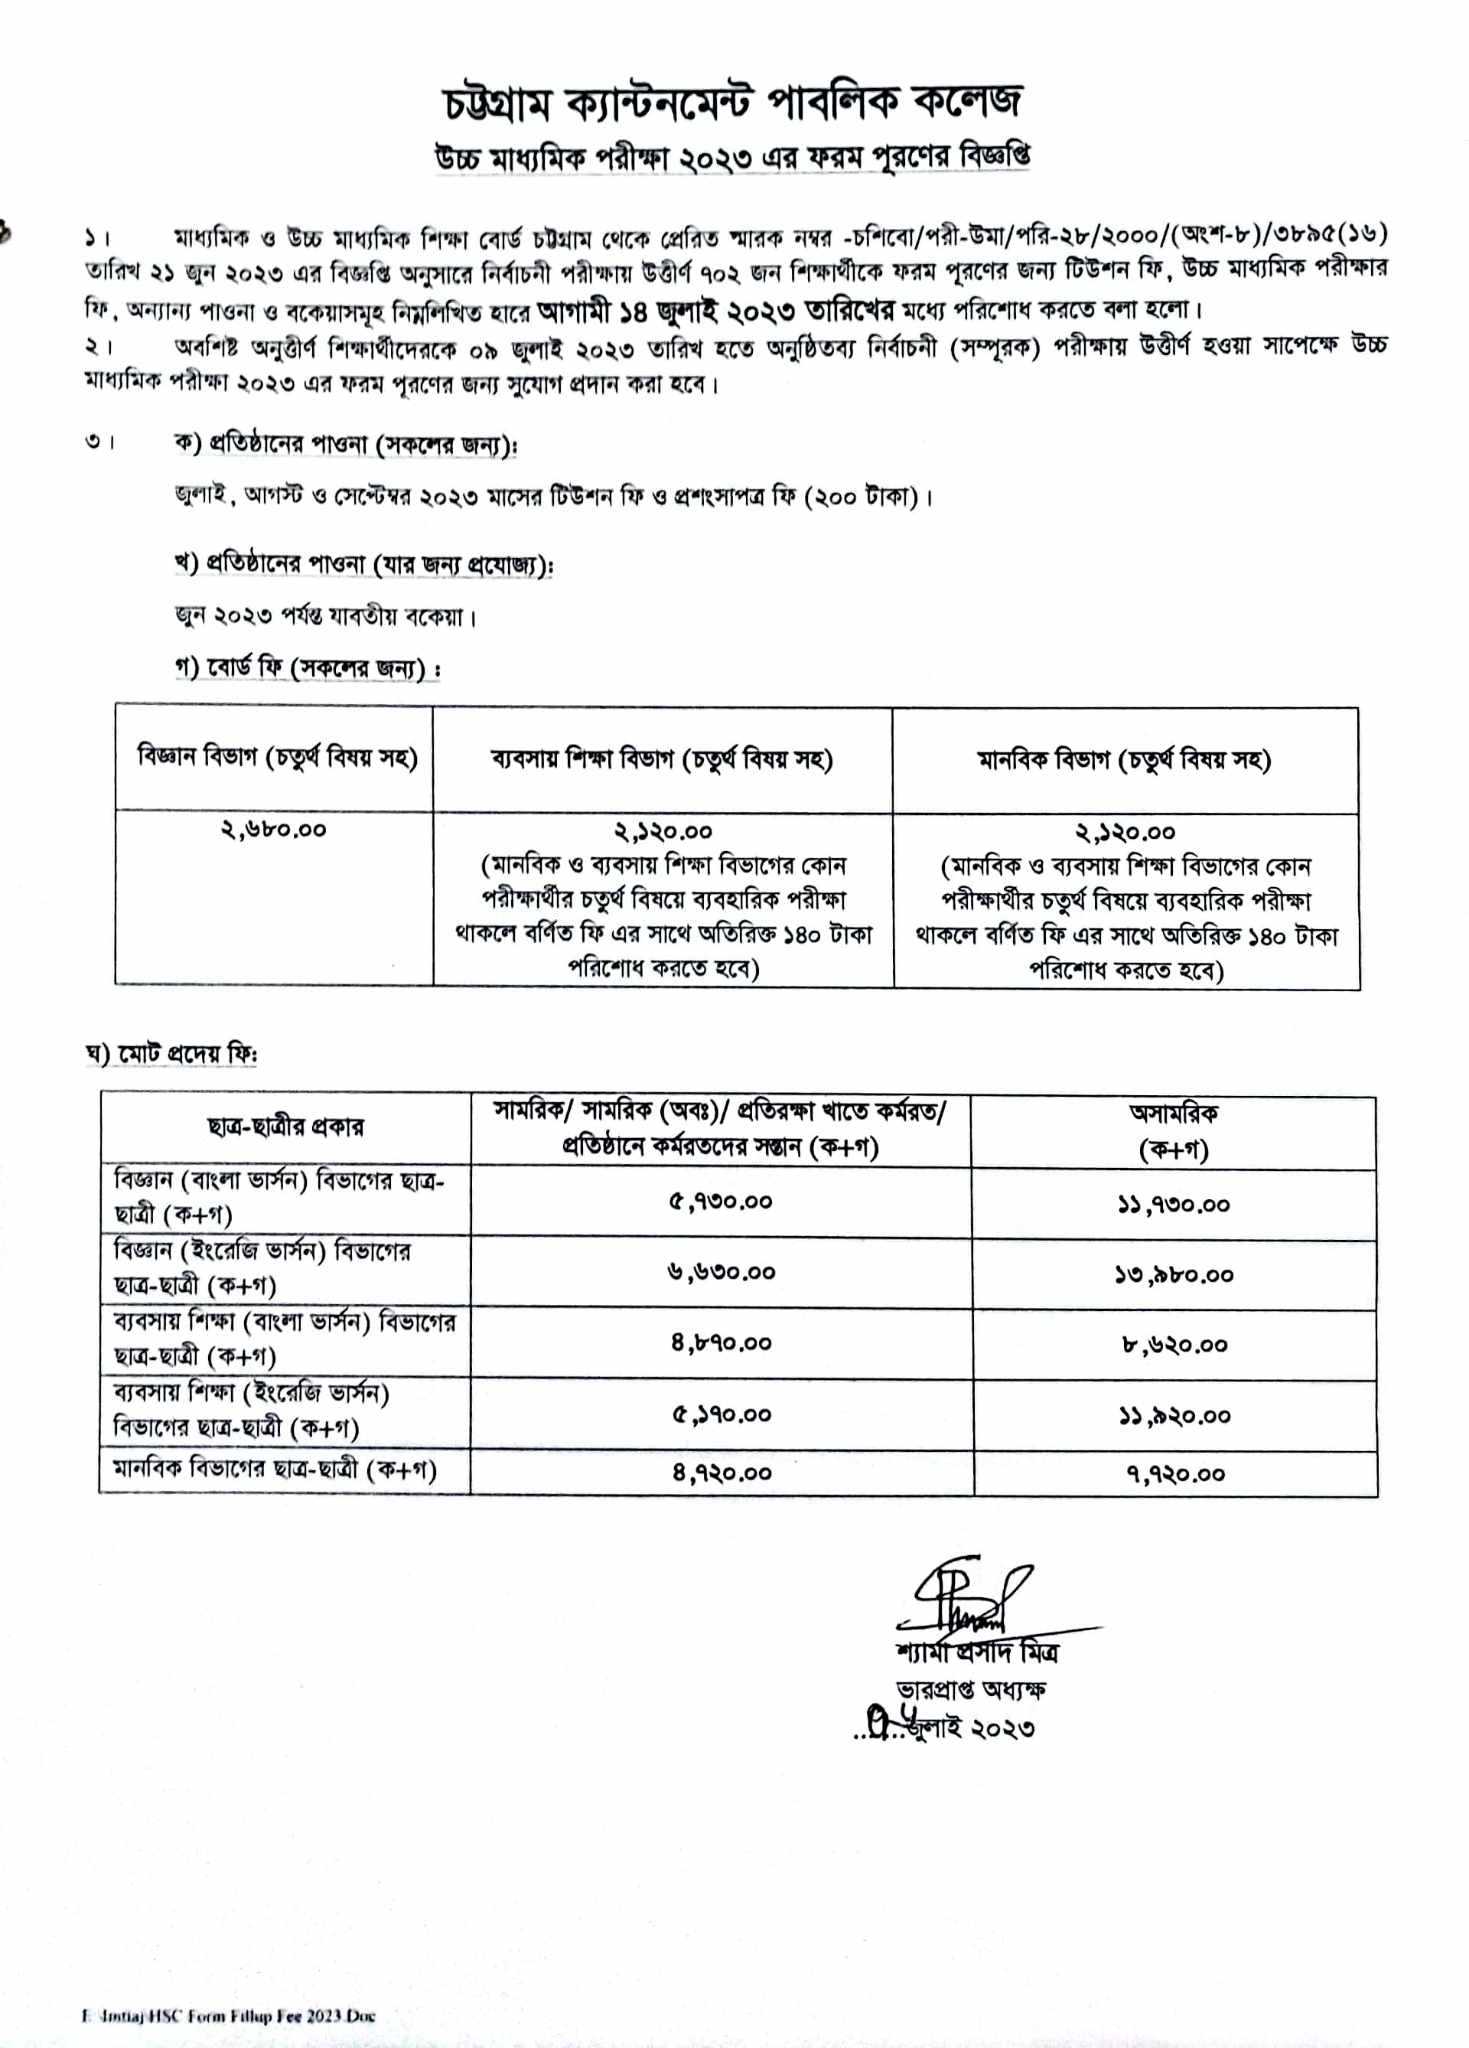 চট্টগ্রাম ক্যান্টনমেন্ট পাবলিক কলেজ
উচ্চ মাধ্যমিক পরীক্ষা ২০২৩ এর ফরম পূরণের বিজ্ঞপ্তি
১। মাধ্যমিক ও উচ্চ মাধ্যমিক শিক্ষা বোর্ড চট্টগ্রাম থেকে প্রেরিত স্মারক নম্বর -চশিবো/পরী-উমা/পরি-২৮/২০০০/(অংশ-৮)/৩৮৯৫(১৬)
তারিখ ২১ জুন ২০২৩ এর বিজ্ঞপ্তি অনুসারে নির্বাচনী পরীক্ষায় উত্তীর্ণ ৭০২ জন শিক্ষার্থীকে ফরম পূরণের জন্য টিউশন ফি, উচ্চ মাধ্যমিক পরীক্ষার
ফি, অন্যান্য পাওনা ও বকেয়াসমূহ নিম্নলিখিত হারে আগামী ১৪ জুলাই ২০২৩ তারিখের মধ্যে পরিশোধ করতে বলা হলো।
২। অবশিষ্ট অনুত্তীর্ণ শিক্ষার্থীদেরকে ০৯ জুলাই ২০২৩ তারিখ হতে অনুষ্ঠিতব্য নির্বাচনী (সম্পূরক) পরীক্ষায় উত্তীর্ণ হওয়া সাপেক্ষে উচ্চ
মাধ্যমিক পরীক্ষা ২০২৩ এর ফরম পূরণের জন্য সুযোগ প্রদান করা হবে।
৩। ক) প্রতিষ্ঠানের পাওনা (সকলের জন্য):
জুলাই, আগস্ট ও সেপ্টেম্বর ২০২৩ মাসের টিউশন ফি ও প্রশংসাপত্র ফি (২০০ টাকা)।
খ) প্রতিষ্ঠানের পাওনা (যার জন্য প্রযোজ্য):
জুন ২০২৩ পর্যন্ত যাবতীয় বকেয়া।
গ) বোর্ড ফি (সকলের জন্য) :
বিজ্ঞান বিভাগ (চতুর্থ বিষয় সহ) ব্যবসায় শিক্ষা বিভাগ (চতুর্থ বিষয় সহ) মানবিক বিভাগ (চতুর্থ বিষয় সহ)
২,৬৮০.০০ ২,১২০.০০ ২,১২০.০০
(মানবিক ও ব্যবসায় শিক্ষা বিভাগের কোন (মানবিক ও ব্যবসায় শিক্ষা বিভাগের কোন
পরীক্ষার্থীর চতুর্থ বিষয়ে ব্যবহারিক পরীক্ষা পরীক্ষার্থীর চতুর্থ বিষয়ে ব্যবহারিক পরীক্ষা
থাকলে বর্ণিত ফি এর সাথে অতিরিক্ত ১৪০ টাকা থাকলে বর্ণিত ফি এর সাথে অতিরিক্ত ১৪০ টাকা
পরিশোধ করতে হবে) পরিশোধ করতে হবে)
ঘ) মোট প্রদেয় ফি:
ছাত্র-ছাত্রীর প্রকার সামরিক/ সামরিক (অবঃ)/ প্রতিরক্ষা খাতে কর্মরত/ অসামরিক
প্রতিষ্ঠানে কর্মরতদের সন্তান (ক+গ) (ক+গ)
বিজ্ঞান (বাংলা ভার্সন) বিভাগের ছাত্র-
ছাত্রী (ক+গ) ৫,৭৩০.০০ ১১,৭৩০.০০
বিজ্ঞান (ইংরেজি ভার্সন) বিভাগের
ছাত্র-ছাত্রী (ক+গ) ৬,৬৩০.০০ ১৩,৯৮০.০০
ব্যবসায় শিক্ষা (বাংলা ভার্সন) বিভাগের
ছাত্র-ছাত্রী (ক+গ) ৪,৮৭০.০০ ৮,৬২০.০০
ব্যবসায় শিক্ষা (ইংরেজি ভার্সন)
বিভাগের ছাত্র-ছাত্রী (ক+গ) ৫,১৭০.০০ ১১,৯২০.০০
মানবিক বিভাগের ছাত্র-ছাত্রী (ক+গ) ৪,৭২০.০০ ৭,৭২০.০০
শ্যামা প্রসাদ মিত্র
ভারপ্রাপ্ত অধ্যক্ষ
জুলাই ২০২৩
Imtiaj HSC Form Fillup Fee 2023 Doc